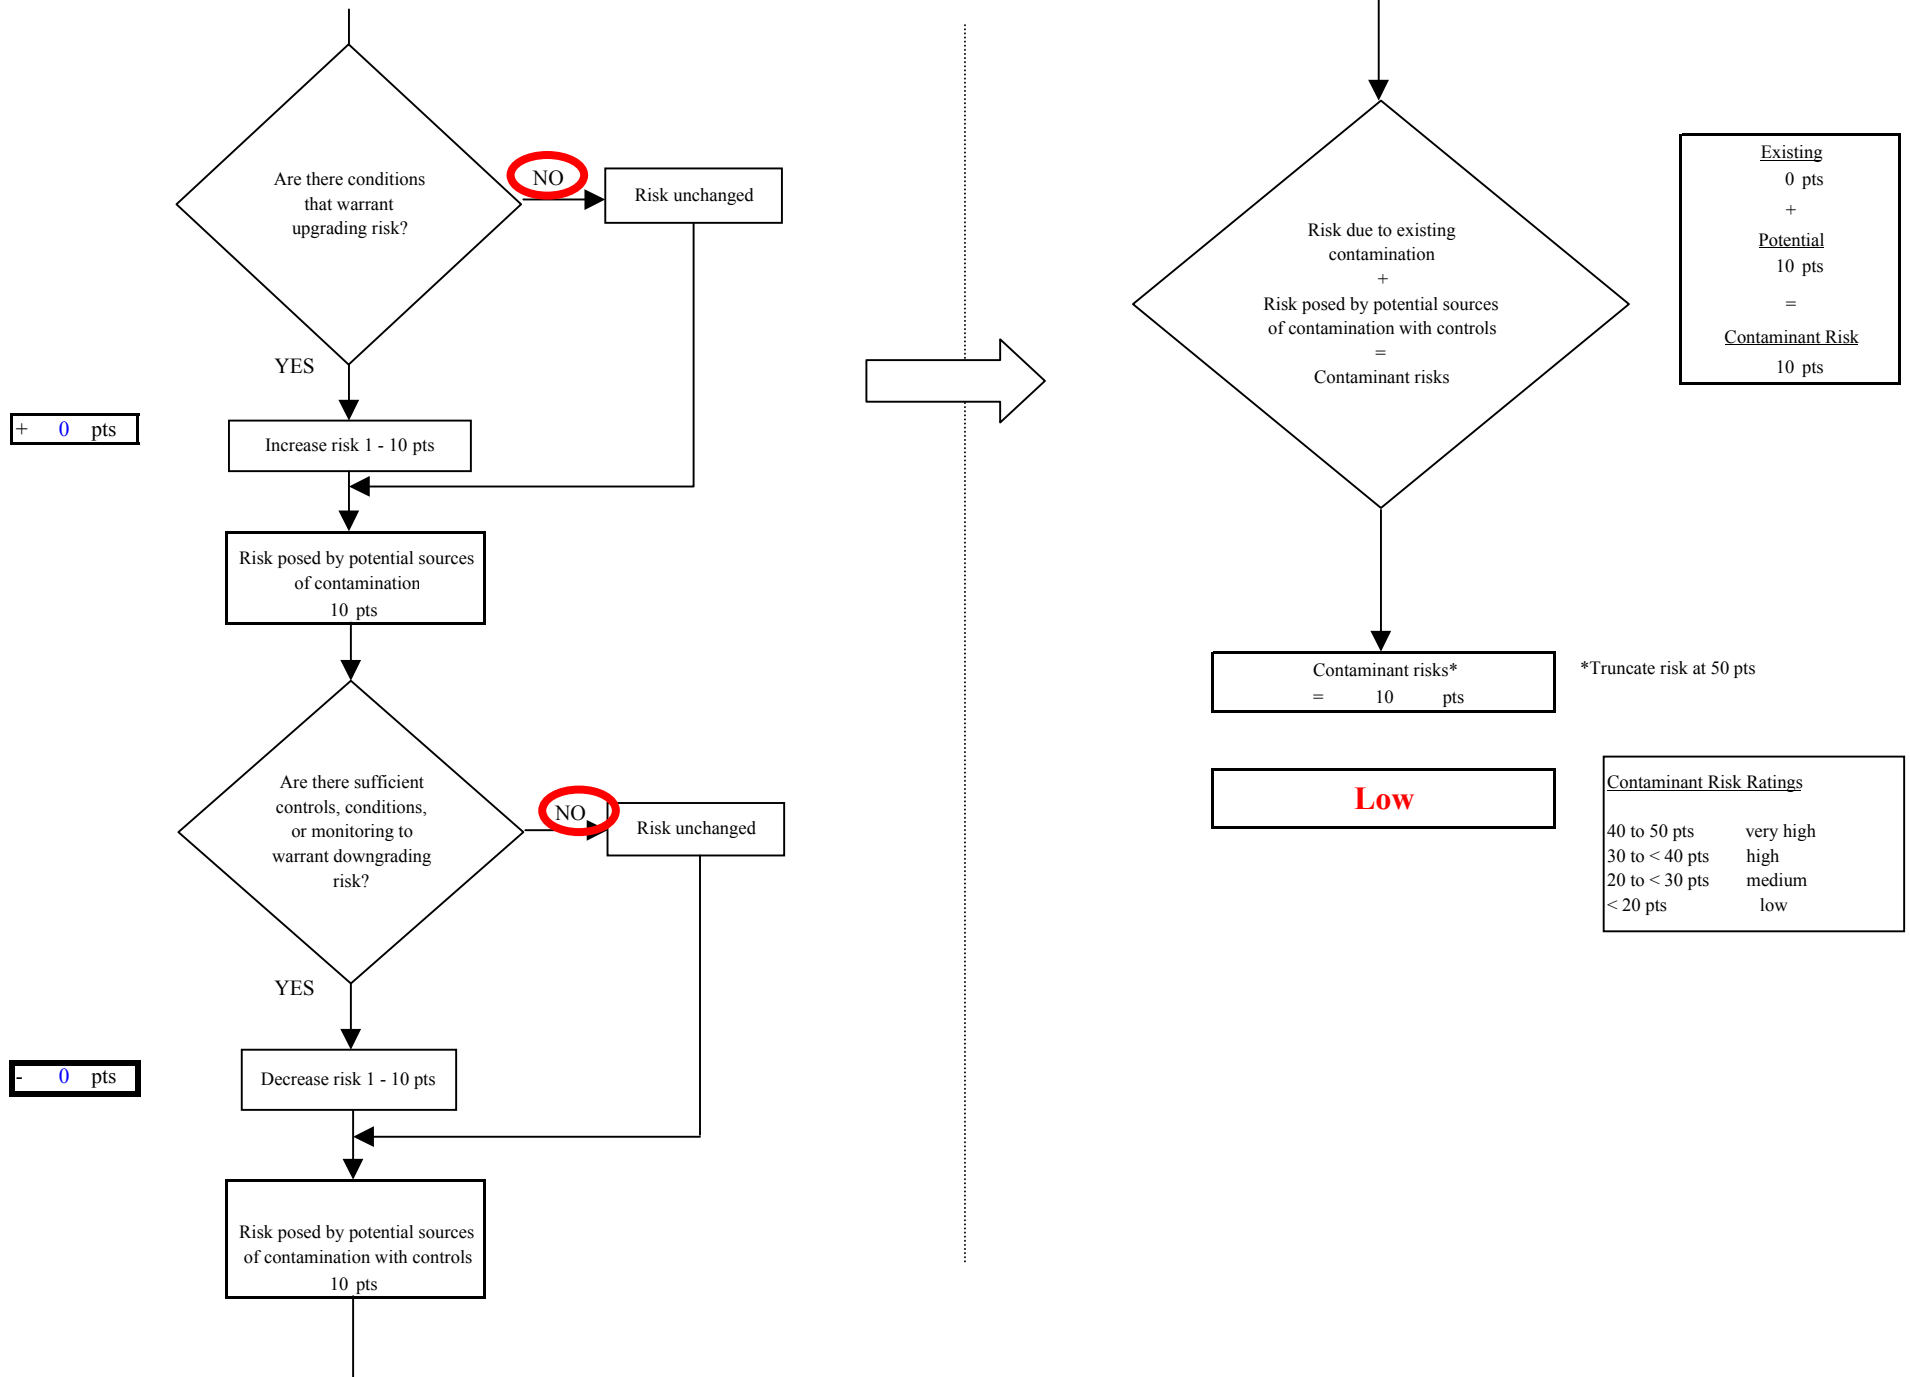 Are there conditions
that warrant
upgrading risk?
NO
Risk unchanged
YES
+ 0 pts
Increase risk 1 - 10 pts
Risk posed by potential sources
of contamination
10 pts
Are there sufficient
controls, conditions,
or monitoring to
warrant downgrading
risk?
NO
Risk unchanged
YES
- 0 pts
Decrease risk 1 - 10 pts
Risk posed by potential sources
of contamination with controls
10 pts
Risk due to existing
contamination
+
Risk posed by potential sources
of contamination with controls
=
Contaminant risks
Existing
0 pts
+
Potential
10 pts
=
Contaminant Risk
10 pts
Contaminant risks*
= 10 pts
*Truncate risk at 50 pts
Low
Contaminant Risk Ratings
40 to 50 pts very high
30 to < 40 pts high
20 to < 30 pts medium
< 20 pts low